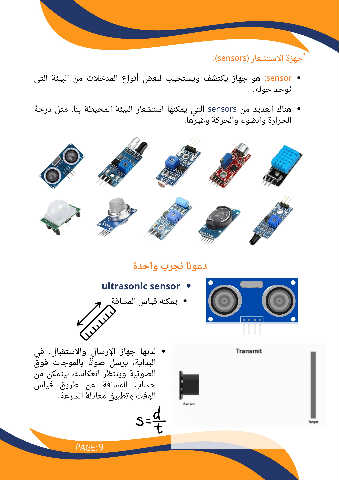 أجهزة الاستشعار (sensors):
sensor: هو جهاز يكتشف ويستجيب لبعض أنواع المدخلات من البيئة التي
توجد حوله.
هناك العديد من sensors التي يمكنها استشعار البيئة المحيطة بنا، مثل درجة
الحرارة والضوء والحركة وغيرها.
دعونا نجرب واحدة
ultrasonic sensor
يمكنه قياس المسافة
لديها جهاز الإرسال والاستقبال. في
البداية، يرسل صوتًا بالموجات فوق
الصوتية وينتظر انعكاسه، ليتمكن من
حساب المسافة عن طريق قياس
الوقت وتطبيق معادلة السرعة.
Transmit
s=d/t
PAGE:9